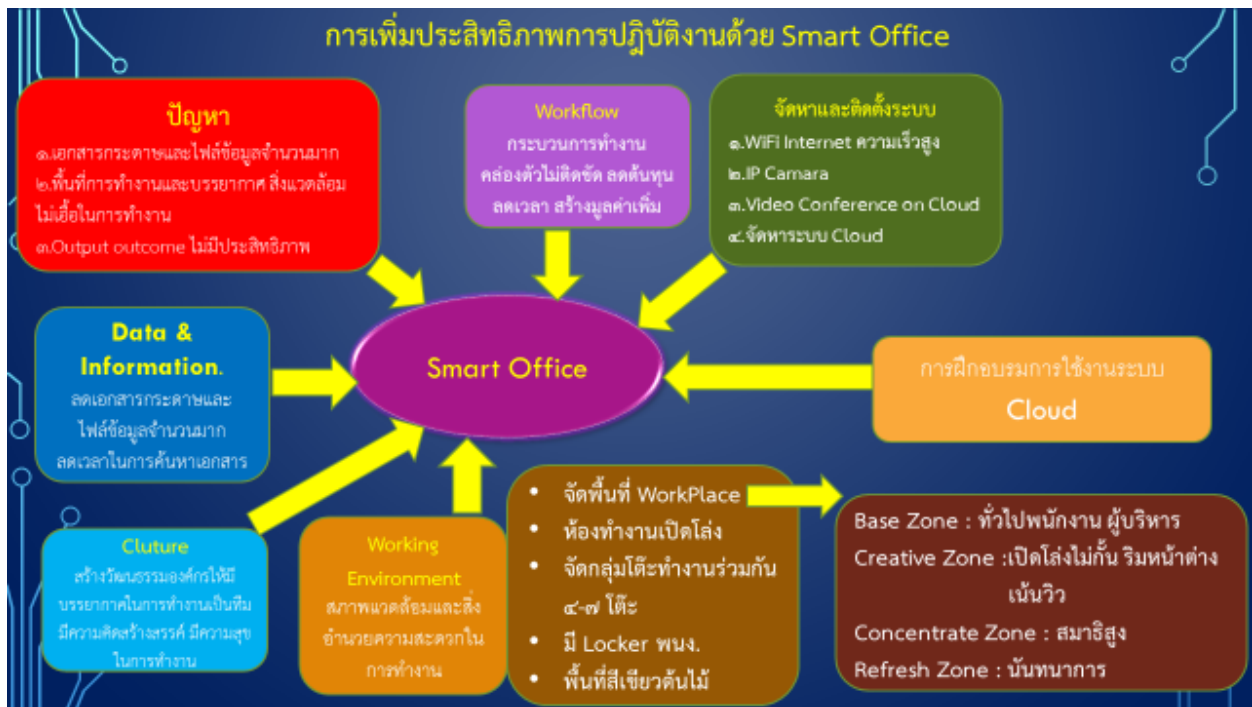 การเพิ่มประสิทธิภาพการปฎิบัติงานด้วย Smart Office
ปัญหา
๑.เอกสารกระดาษและไฟล์ข้อมูลจำนวนมาก
๒.พื้นที่การทำงานและบรรยากาศ สิ่งแวดล้อม
ไม่เอื้อในการทำงาน
๓.Output outcome ไม่มีประสิทธิภาพ
Workflow
กระบวนการทำงาน
คล่องตัวไม่ติดขัด ลดต้นทุน
ลดเวลา สร้างมูลค่าเพิ่ม
จัดหาและติดตั้งระบบ
๑.WiFi Internet ความเร็วสูง
๒.IP Camara
๓.Video Conference on Cloud
๔.จัดหาระบบ Cloud
Data &
Information.
ลดเอกสารกระดาษและ
ไฟล์ข้อมูลจำนวนมาก
ลดเวลาในการค้นหาเอกสาร
Smart Office
การฝึกอบรมการใช้งานระบบ
Cloud
Cluture
สร้างวัฒนธรรมองค์กรให้มี
บรรยากาศในการทำงานเป็นทีม
มีความคิดสร้างสรรค์ มีความสุข
ในการทำงาน
Working
Environment
สภาพแวดล้อมและสิ่ง
อำนวยความสะดวกใน
การทำงาน
• จัดพื้นที่ WorkPlace
• ห้องทำงานเปิดโล่ง
• จัดกลุ่มโต๊ะทำงานร่วมกัน
๔-๗ โต๊ะ
• มี Locker พนง.
• พื้นที่สีเขียวต้นไม้
Base Zone : ทั่วไปพนักงาน ผู้บริหาร
Creative Zone :เปิดโล่งไม่กั้น ริมหน้าต่าง
เน้นวิว
Concentrate Zone : สมาธิสูง
Refresh Zone : นันทนาการ